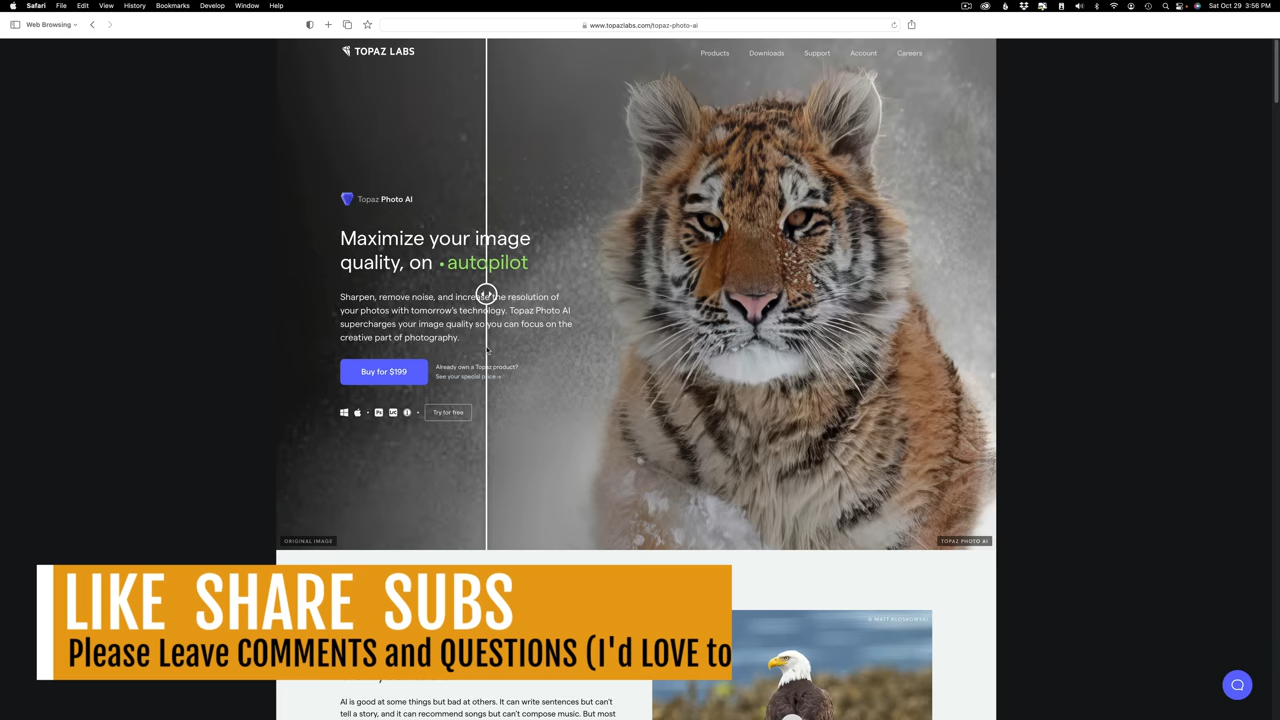 Safari File Edit View History Bookmarks Develop Window Help
Sat Oct 29 3:56 PM
Web Browsing
www.topazlabs.com/topaz-photo-ai
TOPAZ LABS
Products Downloads Support Account Careers
Topaz Photo AI
Maximize your image
quality, on • autopilot
Sharpen, remove noise, and increase the resolution of
your photos with tomorrow's technology. Topaz Photo AI
supercharges your image quality so you can focus on the
creative part of photography.
Buy for $199
Already own a Topaz product?
See your special price
Try for free
ORIGINAL IMAGE
TOPAZ PHOTO AI
LIKE SHARE SUBS
Please Leave COMMENTS and QUESTIONS (I'd LOVE to
© MATT KLOSKOWSKI
AI is good at some things but bad at others. It can write sentences but can't
tell a story, and it can recommend songs but can't compose music. But most